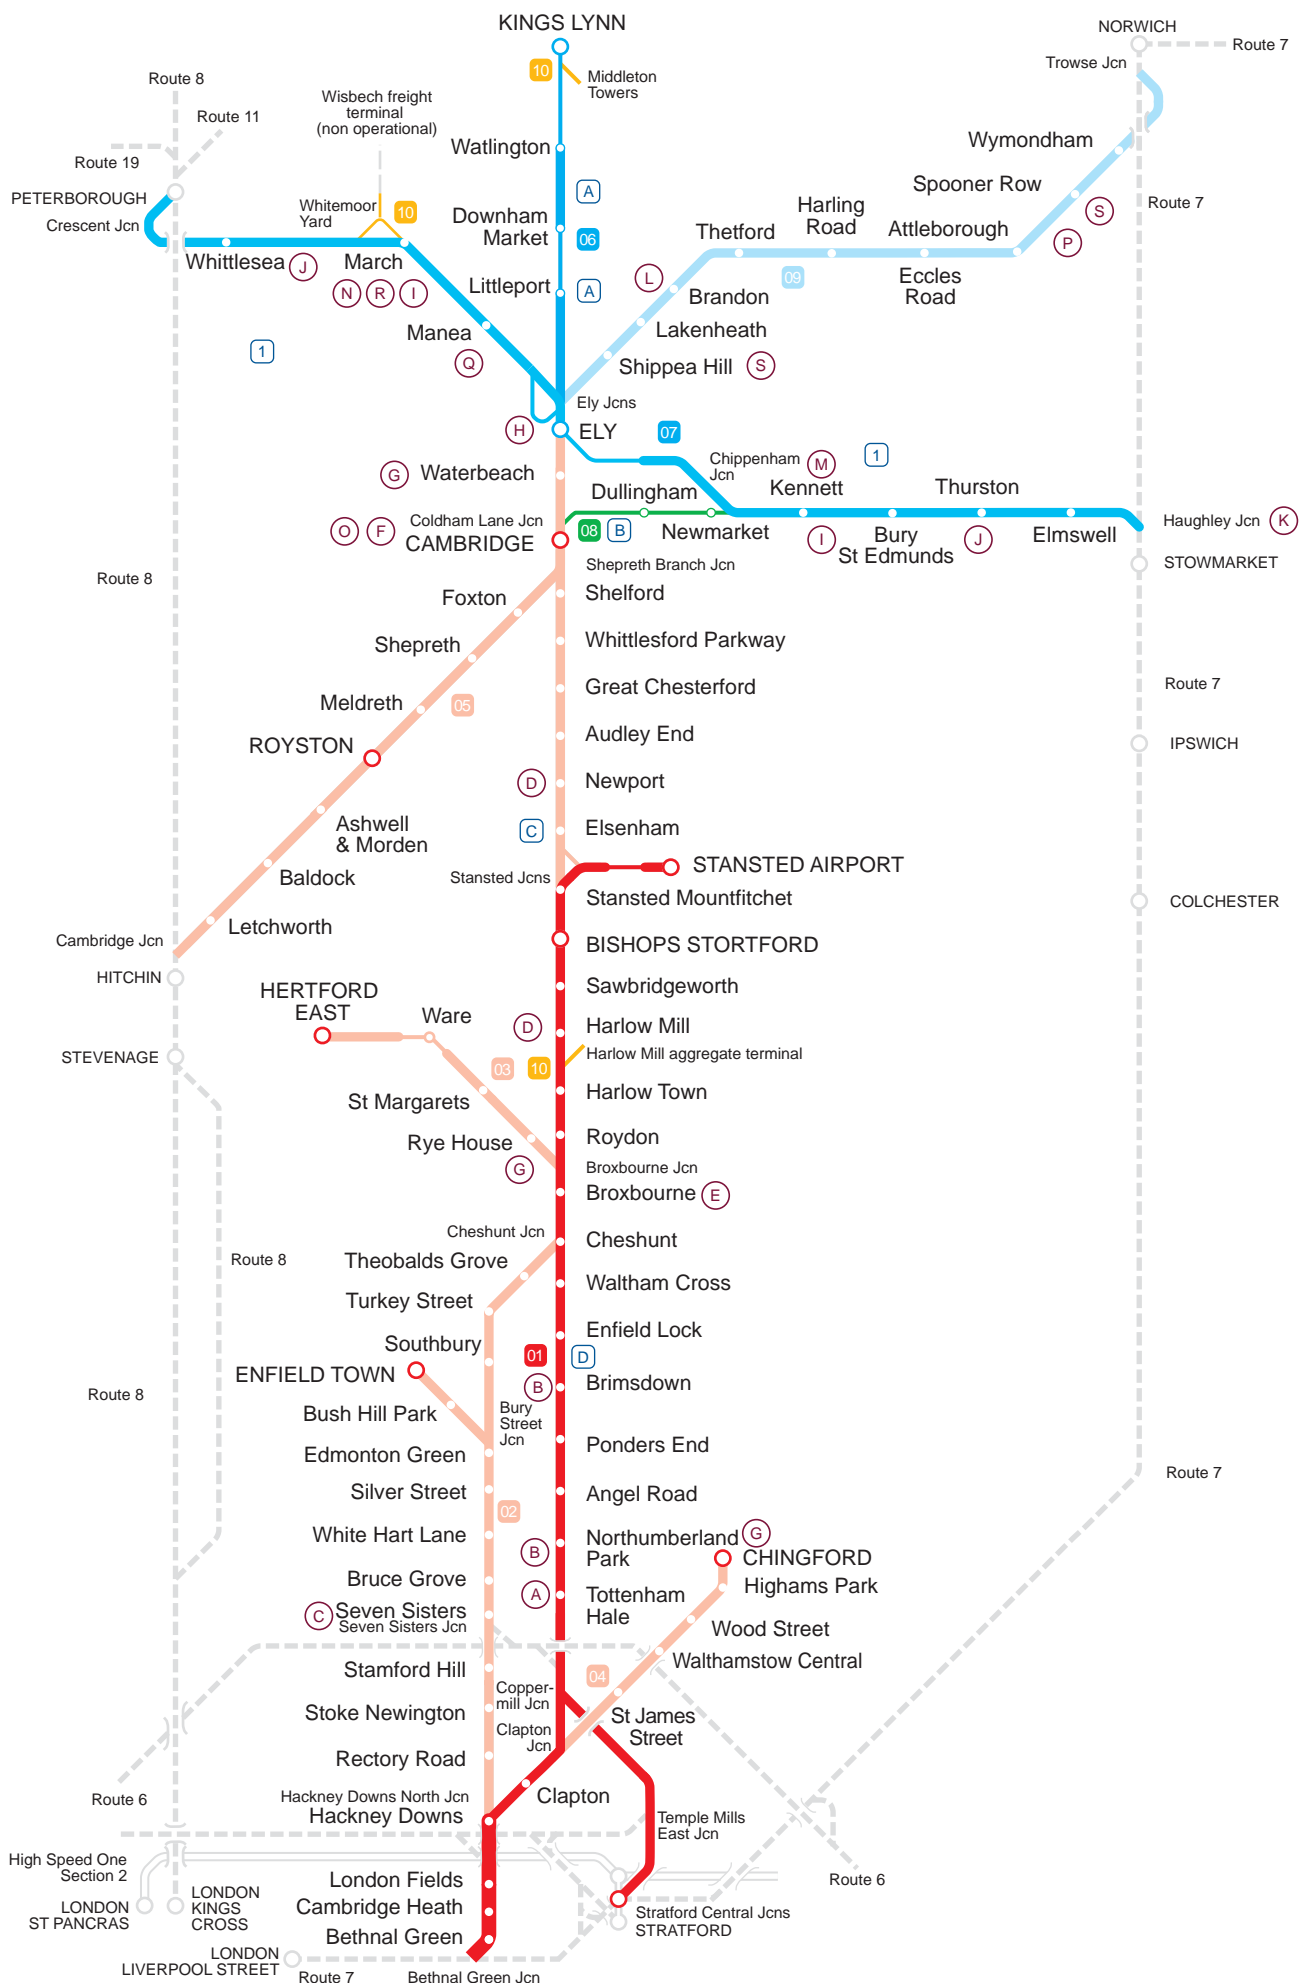 KINGS LYNN
NORWICH
Route 7
Trowse Jcn
10
Middleton
Towers
Route 8
Wisbech freight
terminal
(non operational)
Route 11
Route 19
Watlington
Wymondham
PETERBOROUGH
Crescent Jcn
Whitemoor
Yard
10
A
Downham
Market
06
Spooner Row
S
P
Route 7
Harling
Road
Thetford
Attleborough
Whittlesea
J
March
N
R
I
Littleport
A
L
Brandon
09
Eccles
Road
Manea
Q
1
Lakenheath
Shippea Hill
S
Ely Jcns
H
ELY
07
Chippenham
Jcn
M
1
G
Waterbeach
Dullingham
Kennett
Thurston
O
F
Coldham Lane Jcn
CAMBRIDGE
08
B
Newmarket
I
Bury
St Edmunds
J
Elmswell
Haughley Jcn
K
Shepreth Branch Jcn
STOWMARKET
Route 8
Foxton
Shelford
Shepreth
Whittlesford Parkway
Meldreth
05
Great Chesterford
Route 7
ROYSTON
Audley End
IPSWICH
D
Newport
Ashwell
& Morden
C
Elsenham
Baldock
Stansted Jcns
STANSTED AIRPORT
Stansted Mountfitchet
COLCHESTER
Letchworth
Cambridge Jcn
BISHOPS STORTFORD
HITCHIN
HERTFORD
EAST
Sawbridgeworth
Ware
D
Harlow Mill
STEVENAGE
03
10
Harlow Mill aggregate terminal
St Margarets
Harlow Town
Rye House
G
Roydon
Broxbourne Jcn
Broxbourne
E
Cheshunt Jcn
Cheshunt
Route 8
Theobalds Grove
Waltham Cross
Turkey Street
Enfield Lock
Southbury
01
D
ENFIELD TOWN
B
Brimsdown
Route 8
Bush Hill Park
Bury
Street
Jcn
Edmonton Green
Ponders End
Route 7
Silver Street
Angel Road
02
White Hart Lane
B
Northumberland
Park
G
CHINGFORD
Bruce Grove
Highams Park
A
Tottenham
Hale
C
Seven Sisters
Seven Sisters Jcn
Wood Street
Stamford Hill
04
Walthamstow Central
Copper-
mill Jcn
Stoke Newington
St James
Street
Clapton
Jcn
Rectory Road
Route 6
Hackney Downs North Jcn
Hackney Downs
Clapton
Temple Mills
East Jcn
High Speed One
Section 2
Route 6
London Fields
LONDON
ST PANCRAS
LONDON
KINGS
CROSS
Cambridge Heath
Stratford Central Jcns
STRATFORD
Bethnal Green
LONDON
LIVERPOOL STREET
Route 7
Bethnal Green Jcn